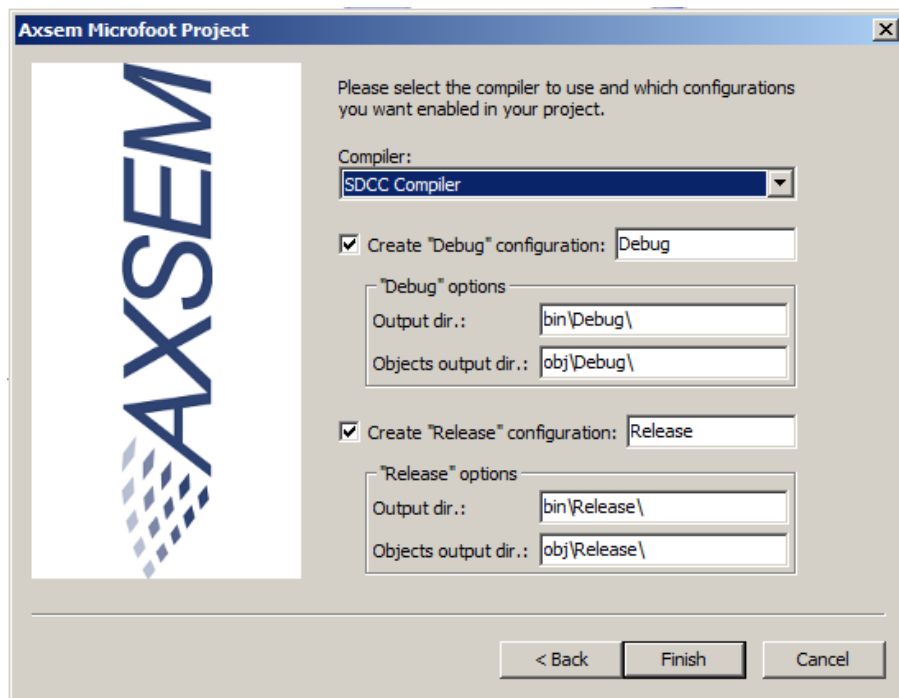 Axsem Microfoot Project
AXSEM
Please select the compiler to use and which configurations
you want enabled in your project.
Compiler:
SDCC Compiler
Create "Debug" configuration: Debug
"Debug" options
Output dir.: bin\Debug\
Objects output dir.: obj\Debug\
Create "Release" configuration: Release
"Release" options
Output dir.: bin\Release\
Objects output dir.: obj\Release\
< Back Finish Cancel